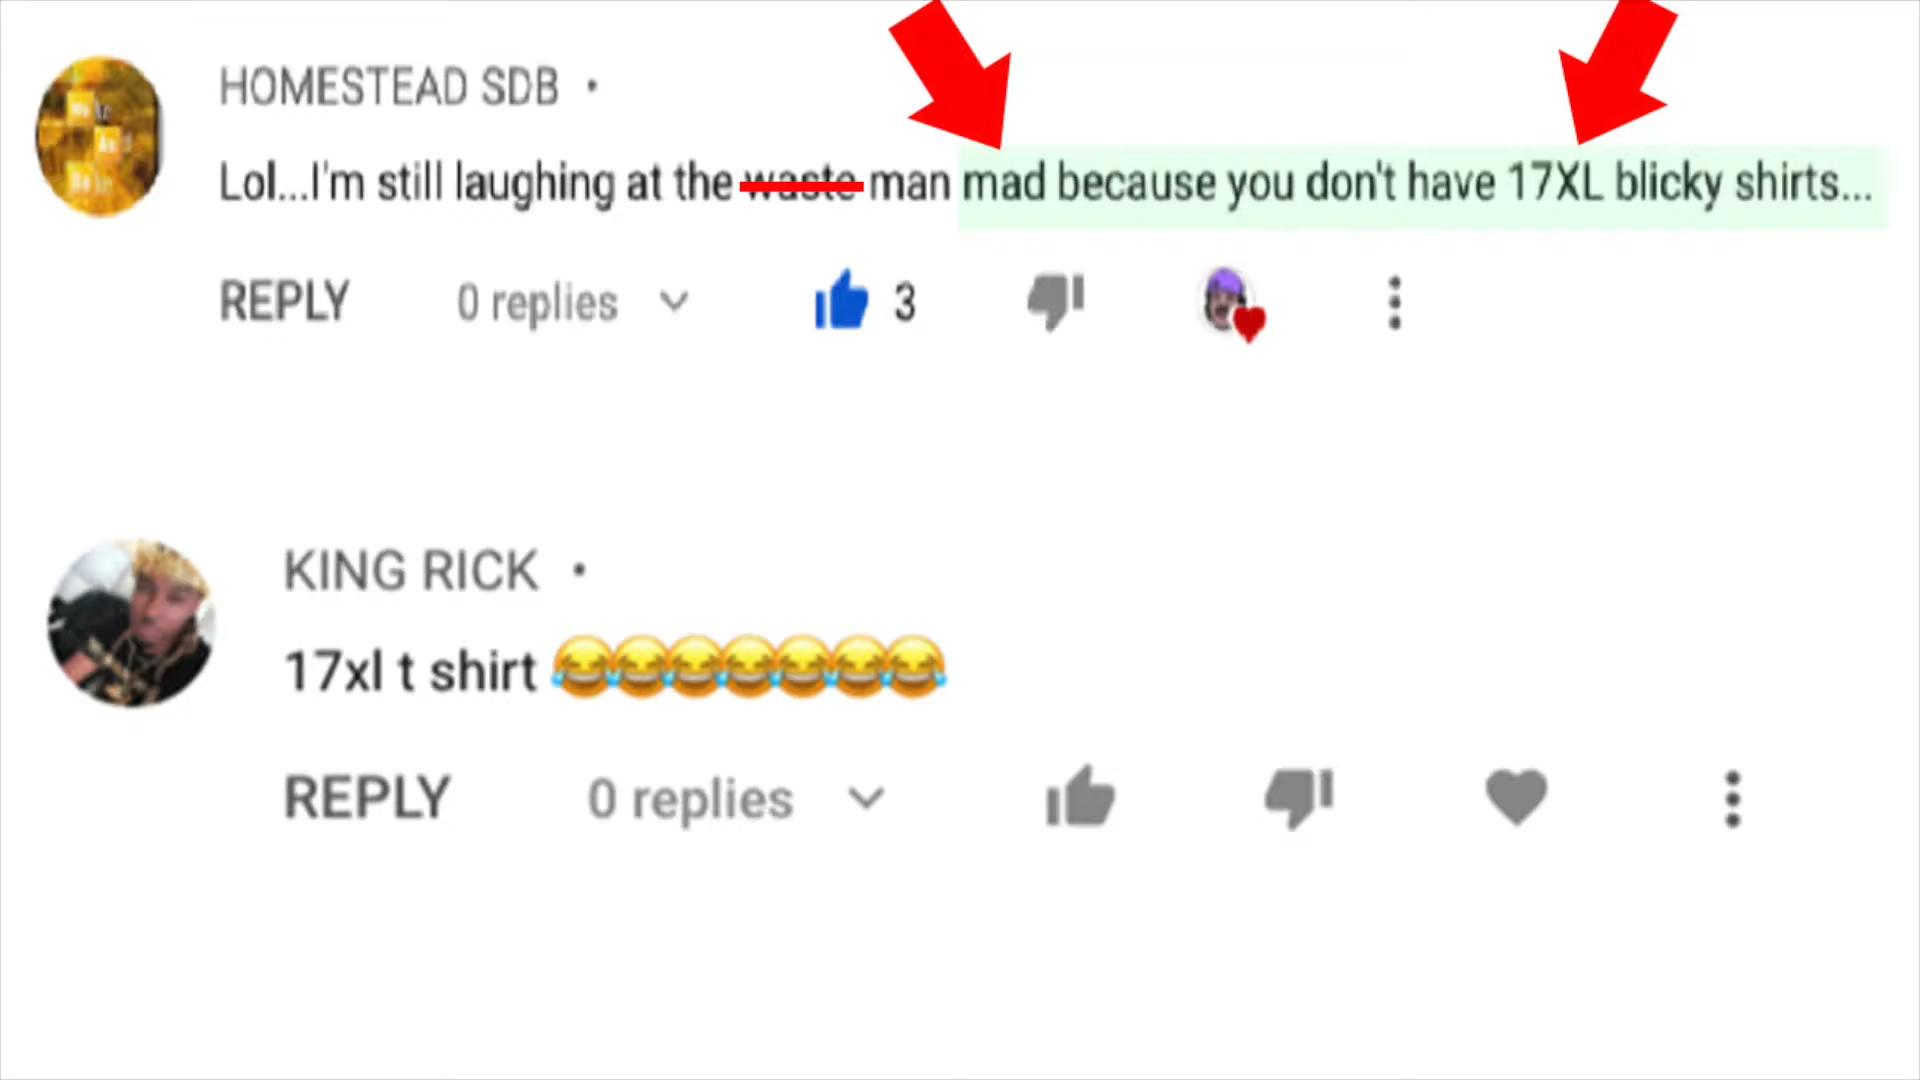 HOMESTEAD SDB •
Lol...I'm still laughing at the waste man mad because you don't have 17XL blicky shirts...
REPLY 0 replies 3
KING RICK •
17xl t shirt 😂😂😂😂😂😂😂
REPLY 0 replies